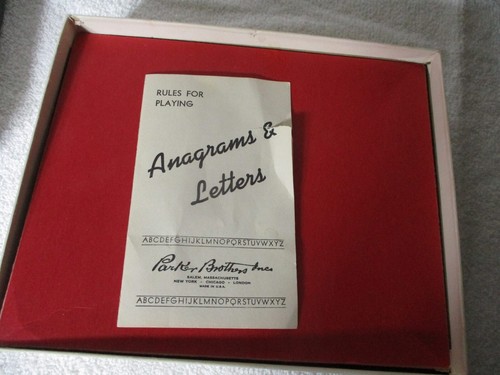 RULES FOR
PLAYING
Anagrams &
Letters
ABCDEFGHIJKLMNOPQRSTUVWXYZ
Parker Brothers Inc.
SALEM, MASSACHUSETTS
NEW YORK - CHICAGO - LONDON
MADE IN U.S.A.
ABCDEFGHIJKLMNOPQRSTUVWXYZ